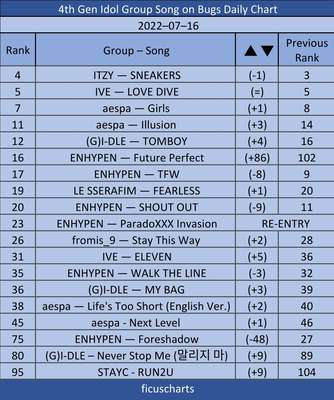 4th Gen Idol Group Song on Bugs Daily Chart
2022–07–16
Rank Group – Song ▲ ▼ Previous Rank
4 ITZY — SNEAKERS (-1) 3
5 IVE — LOVE DIVE (=) 5
7 aespa — Girls (+1) 8
11 aespa — Illusion (+3) 14
12 (G)I-DLE — TOMBOY (+4) 16
16 ENHYPEN — Future Perfect (+86) 102
17 ENHYPEN — TFW (-8) 9
19 LE SSERAFIM — FEARLESS (+1) 20
20 ENHYPEN — SHOUT OUT (-9) 11
23 ENHYPEN — ParadoXXX Invasion RE-ENTRY
26 fromis_9 — Stay This Way (+2) 28
31 IVE — ELEVEN (+5) 36
35 ENHYPEN — WALK THE LINE (-3) 32
36 (G)I-DLE — MY BAG (+3) 39
38 aespa — Life's Too Short (English Ver.) (+2) 40
45 aespa - Next Level (+1) 46
75 ENHYPEN — Foreshadow (-48) 27
80 (G)I-DLE – Never Stop Me (말리지 마) (+9) 89
95 STAYC - RUN2U (+9) 104
ficuscharts